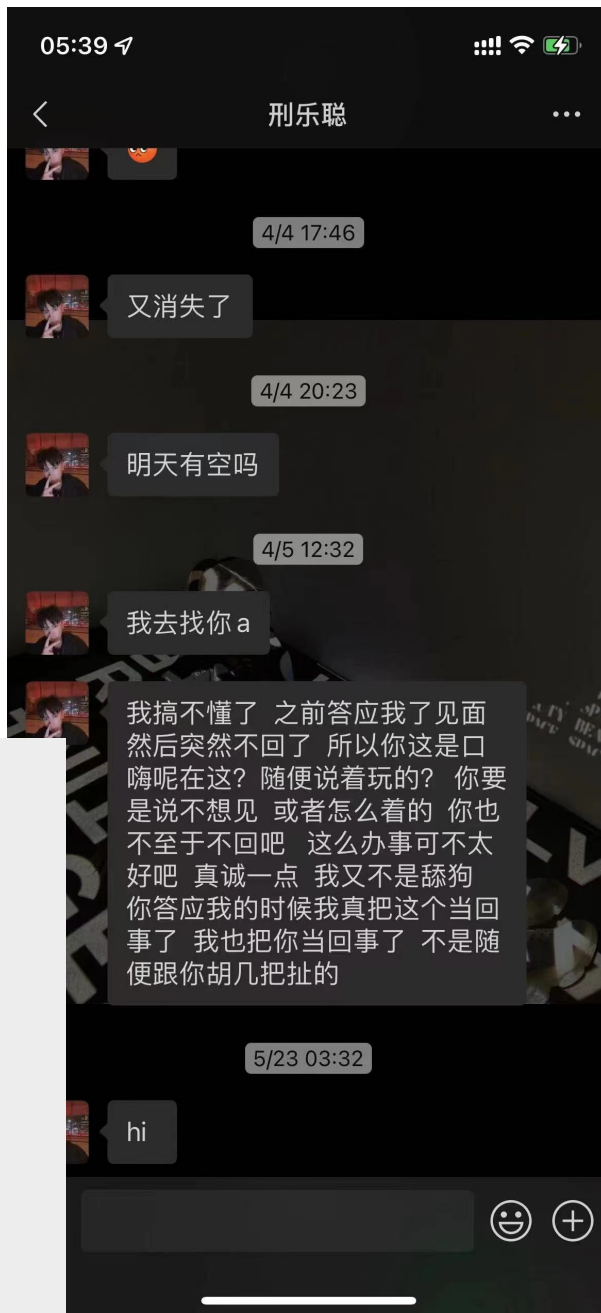 05:39
刑乐聪
4/4 17:46
又消失了
4/4 20:23
明天有空吗
4/5 12:32
我去找你a
我搞不懂了 之前答应我了见面
然后突然不回了 所以你这是口
嗨呢在这？随便说着玩的？ 你要
是说不想见 或者怎么着的 你也
不至于不回吧 这么办事可不太
好吧 真诚一点 我又不是舔狗
你答应我的时候我真把这个当回
事了 我也把你当回事了 不是随
便跟你胡几把扯的
5/23 03:32
hi